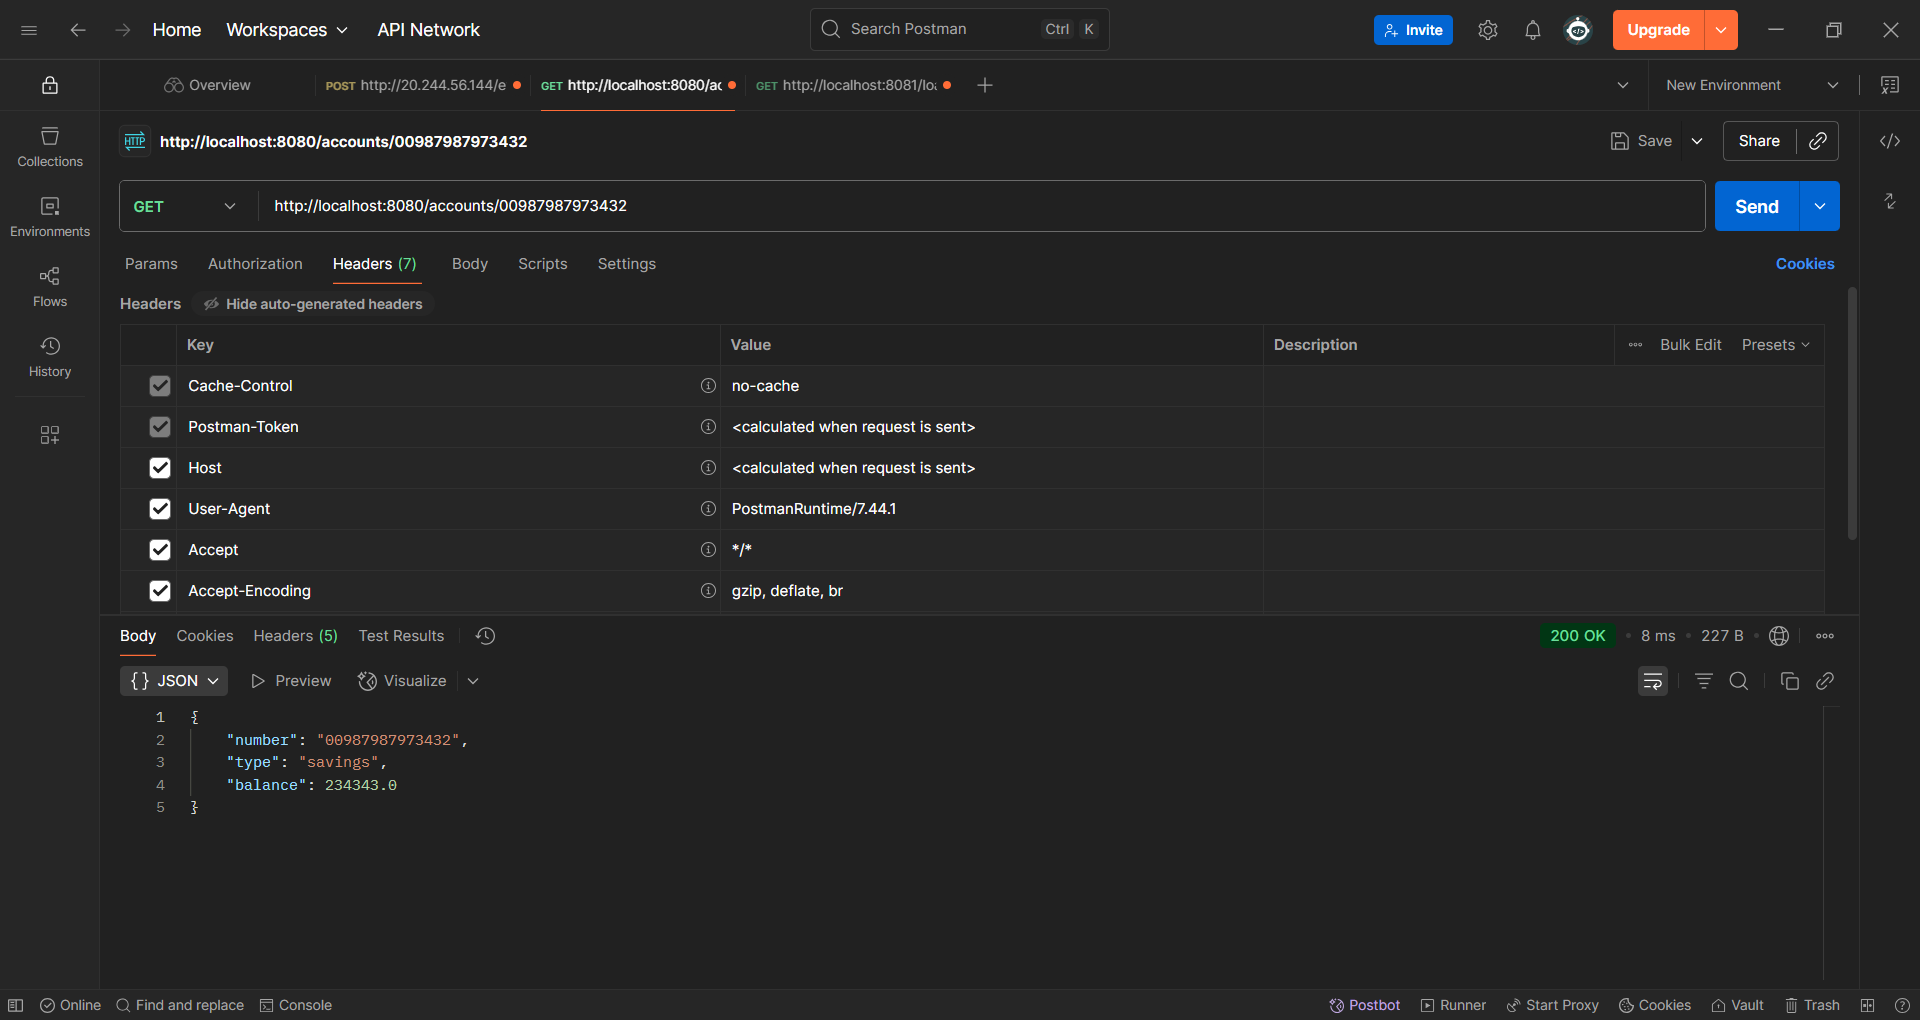 Home Workspaces API Network Search Postman Ctrl K Invite Upgrade
Overview POST http://20.244.56.144/e GET http://localhost:8080/ac GET http://localhost:8081/loa New Environment
HTTP http://localhost:8080/accounts/00987987973432 Save Share
Collections
GET http://localhost:8080/accounts/00987987973432 Send
Environments
Params Authorization Headers (7) Body Scripts Settings Cookies
Flows
Headers Hide auto-generated headers
Key Value Description Bulk Edit Presets
History
Cache-Control no-cache
Postman-Token <calculated when request is sent>
Host <calculated when request is sent>
User-Agent PostmanRuntime/7.44.1
Accept */*
Accept-Encoding gzip, deflate, br
Body Cookies Headers (5) Test Results 200 OK • 8 ms • 227 B •
{} JSON Preview Visualize
1 {
2 "number": "00987987973432",
3 "type": "savings",
4 "balance": 234343.0
5 }
Online Find and replace Console Postbot Runner Start Proxy Cookies Vault Trash